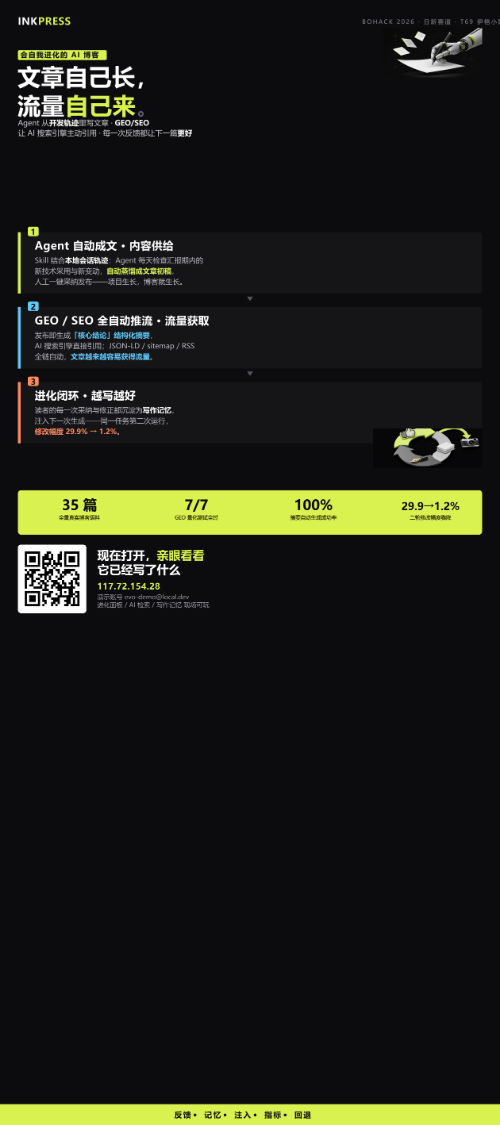 INKPRESS
BOHACK 2026 · 日新赛道 · T69 伊格小
会自我进化的 AI 博客
文章自己长，
流量自己来。
Agent 从开发轨迹里写文章 · GEO/SEO
让 AI 搜索引擎主动引用 · 每一次反馈都让下一篇更好
1
Agent 自动成文 · 内容供给
Skill 结合本地会话轨迹：Agent 每天检查汇报期内的
新技术采用与新变动，自动蒸馏成文章初稿，
人工一键采纳发布——项目生长，博客就生长。
2
GEO / SEO 全自动推流 · 流量获取
发布即生成「核心结论」结构化摘要，
AI 搜索引擎直接引用；JSON-LD / sitemap / RSS
全链自动，文章越来越容易获得流量。
3
进化闭环 · 越写越好
读者的每一次采纳与修正都沉淀为写作记忆，
注入下一次生成——同一任务第二次运行，
修改幅度 29.9% → 1.2%。
35 篇
7/7
100%
29.9→1.2%
GEO 量化测试全过
现在打开，亲眼看看
它已经写了什么
117.72.154.28
演示账号 evo-demo@local.dev
进化面板 / AI 检索 / 写作记忆 现场可玩
反馈 • 记忆 • 注入 • 指标 • 回退